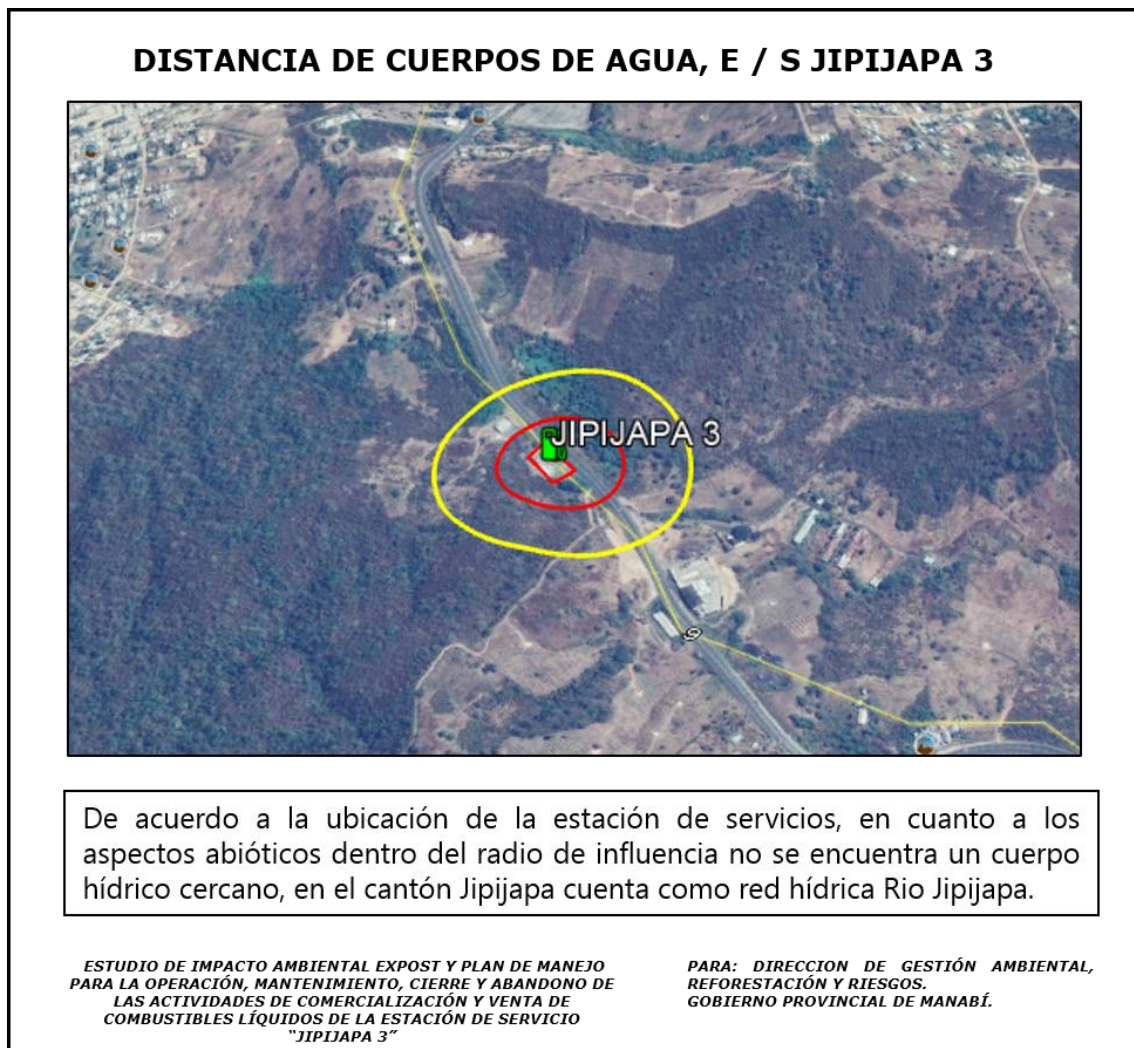 DISTANCIA DE CUERPOS DE AGUA, E / S JIPIJAPA 3
JIPIJAPA 3
De acuerdo a la ubicación de la estación de servicios, en cuanto a los
aspectos abióticos dentro del radio de influencia no se encuentra un cuerpo
hídrico cercano, en el cantón Jipijapa cuenta como red hídrica Rio Jipijapa.
ESTUDIO DE IMPACTO AMBIENTAL EXPOST Y PLAN DE MANEJO
PARA LA OPERACIÓN, MANTENIMIENTO, CIERRE Y ABANDONO DE
LAS ACTIVIDADES DE COMERCIALIZACIÓN Y VENTA DE
COMBUSTIBLES LÍQUIDOS DE LA ESTACIÓN DE SERVICIO
"JIPIJAPA 3"
PARA: DIRECCION DE GESTIÓN AMBIENTAL,
REFORESTACIÓN Y RIESGOS.
GOBIERNO PROVINCIAL DE MANABÍ.